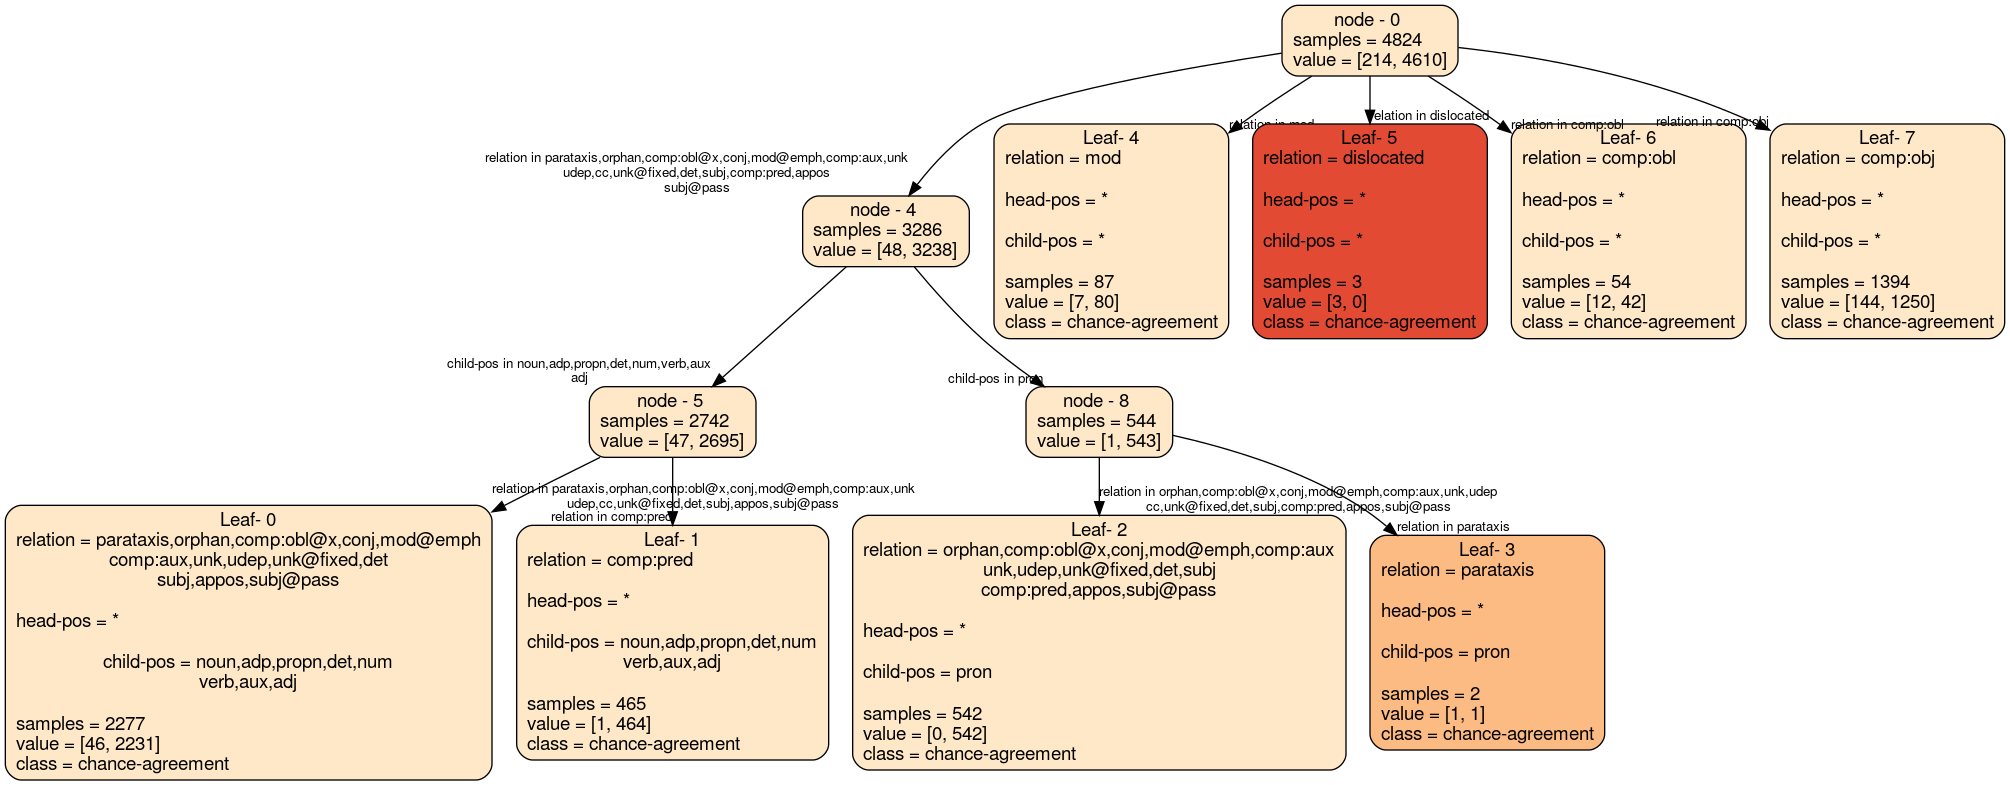 node - 0
samples = 4824
value = [214, 4610]
relation in parataxis,orphan,comp:obl@x,conj,mod@emph,comp:aux,unk
udep,cc,unk@fixed,det,subj,comp:pred,appos
subj@pass
relation in mod
relation in dislocated
relation in comp:obl
relation in comp:obj
node - 4
samples = 3286
value = [48, 3238]
Leaf- 4
relation = mod
head-pos = *
child-pos = *
samples = 87
value = [7, 80]
class = chance-agreement
Leaf- 5
relation = dislocated
head-pos = *
child-pos = *
samples = 3
value = [3, 0]
class = chance-agreement
Leaf- 6
relation = comp:obl
head-pos = *
child-pos = *
samples = 54
value = [12, 42]
class = chance-agreement
Leaf- 7
relation = comp:obj
head-pos = *
child-pos = *
samples = 1394
value = [144, 1250]
class = chance-agreement
child-pos in noun,adp,propn,det,num,verb,aux
adj
child-pos in pron
node - 5
samples = 2742
value = [47, 2695]
node - 8
samples = 544
value = [1, 543]
relation in parataxis,orphan,comp:obl@x,conj,mod@emph,comp:aux,unk
udep,cc,unk@fixed,det,subj,appos,subj@pass
relation in comp:pred
relation in orphan,comp:obl@x,conj,mod@emph,comp:aux,unk,udep
cc,unk@fixed,det,subj,comp:pred,appos,subj@pass
relation in parataxis
Leaf- 0
relation = parataxis,orphan,comp:obl@x,conj,mod@emph
comp:aux,unk,udep,unk@fixed,det
subj,appos,subj@pass
head-pos = *
child-pos = noun,adp,propn,det,num
verb,aux,adj
samples = 2277
value = [46, 2231]
class = chance-agreement
Leaf- 1
relation = comp:pred
head-pos = *
child-pos = noun,adp,propn,det,num
verb,aux,adj
samples = 465
value = [1, 464]
class = chance-agreement
Leaf- 2
relation = orphan,comp:obl@x,conj,mod@emph,comp:aux
unk,udep,unk@fixed,det,subj
comp:pred,appos,subj@pass
head-pos = *
child-pos = pron
samples = 542
value = [0, 542]
class = chance-agreement
Leaf- 3
relation = parataxis
head-pos = *
child-pos = pron
samples = 2
value = [1, 1]
class = chance-agreement